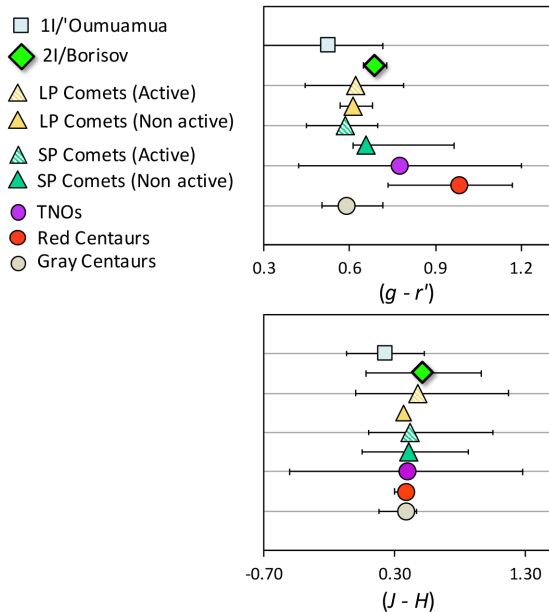 1I/'Oumuamua
2I/Borisov
LP Comets (Active)
LP Comets (Non active)
SP Comets (Active)
SP Comets (Non active)
TNOs
Red Centaurs
Gray Centaurs
0.3 0.6 0.9 1.2
(g - r')
-0.70 0.30 1.30
(J - H)